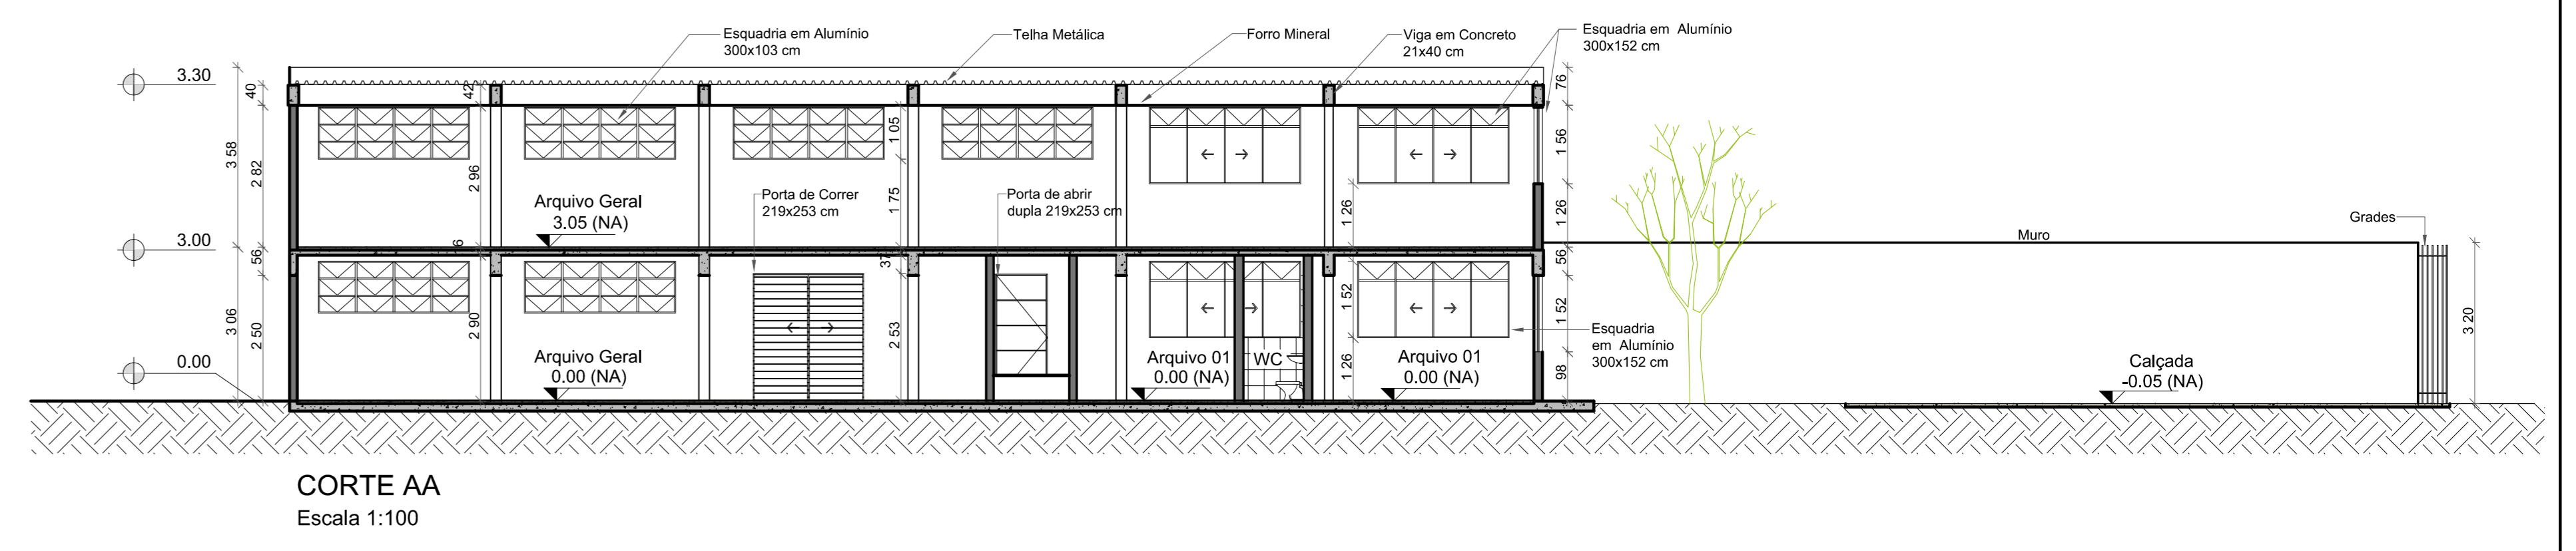 Esquadria em Alumínio
300x103 cm
Telha Metálica
Forro Mineral
Viga em Concreto
21x40 cm
Esquadria em Alumínio
300x152 cm
3.30
40
42
76
3 58
2 82
2 96
1 05
1 75
1 56
1 26
1 26
Arquivo Geral
3.05 (NA)
Porta de Correr
219x253 cm
Porta de abrir
dupla 219x253 cm
Grades
Muro
3.00
6
56
37
56
3 06
2 50
2 90
2 53
1 52
1 26
1 52
98
3 20
Esquadria
em Alumínio
300x152 cm
0.00
Arquivo Geral
0.00 (NA)
Arquivo 01
0.00 (NA)
WC
Arquivo 01
0.00 (NA)
Calçada
-0.05 (NA)
CORTE AA
Escala 1:100